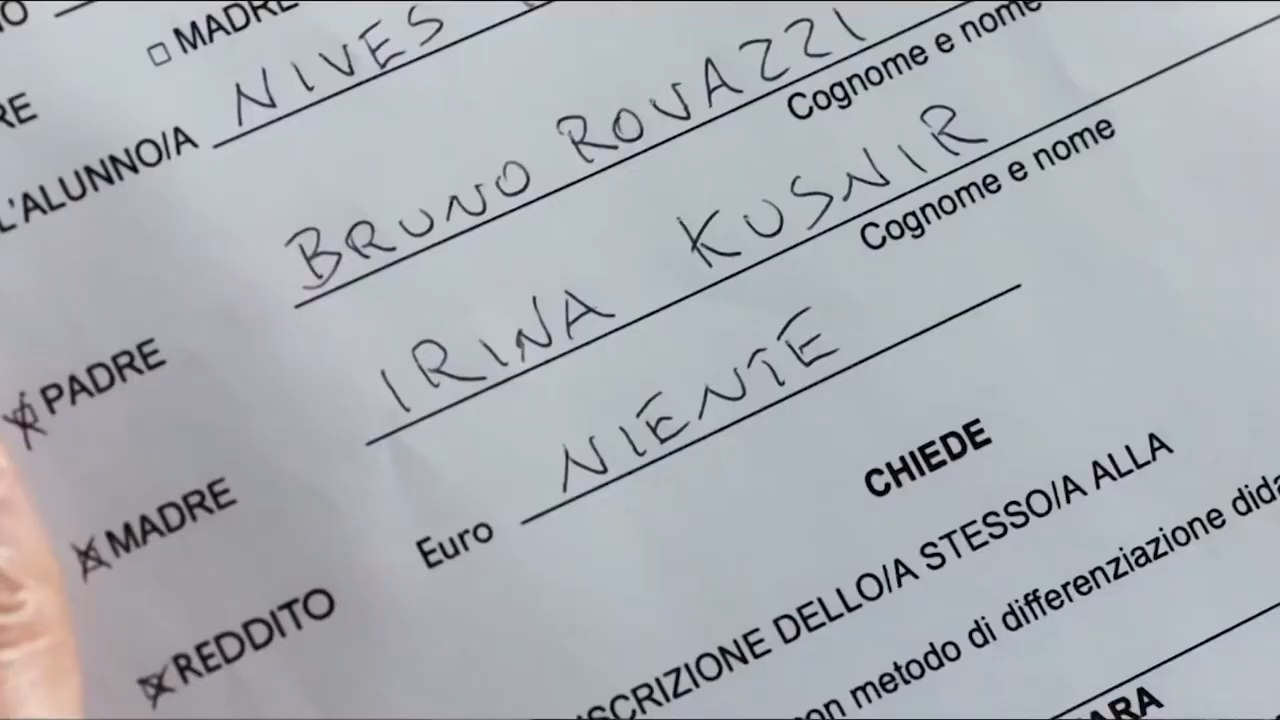 □ MADRE
L'ALUNNO/A NIVES
BRUNO ROVAZZI
Cognome e nome
PADRE IRINA KUSNIR
Cognome e nome
MADRE Euro NIENTE
REDDITO CHIEDE
ISCRIZIONE DELLO/A STESSO/A ALLA
con metodo di differenziazione